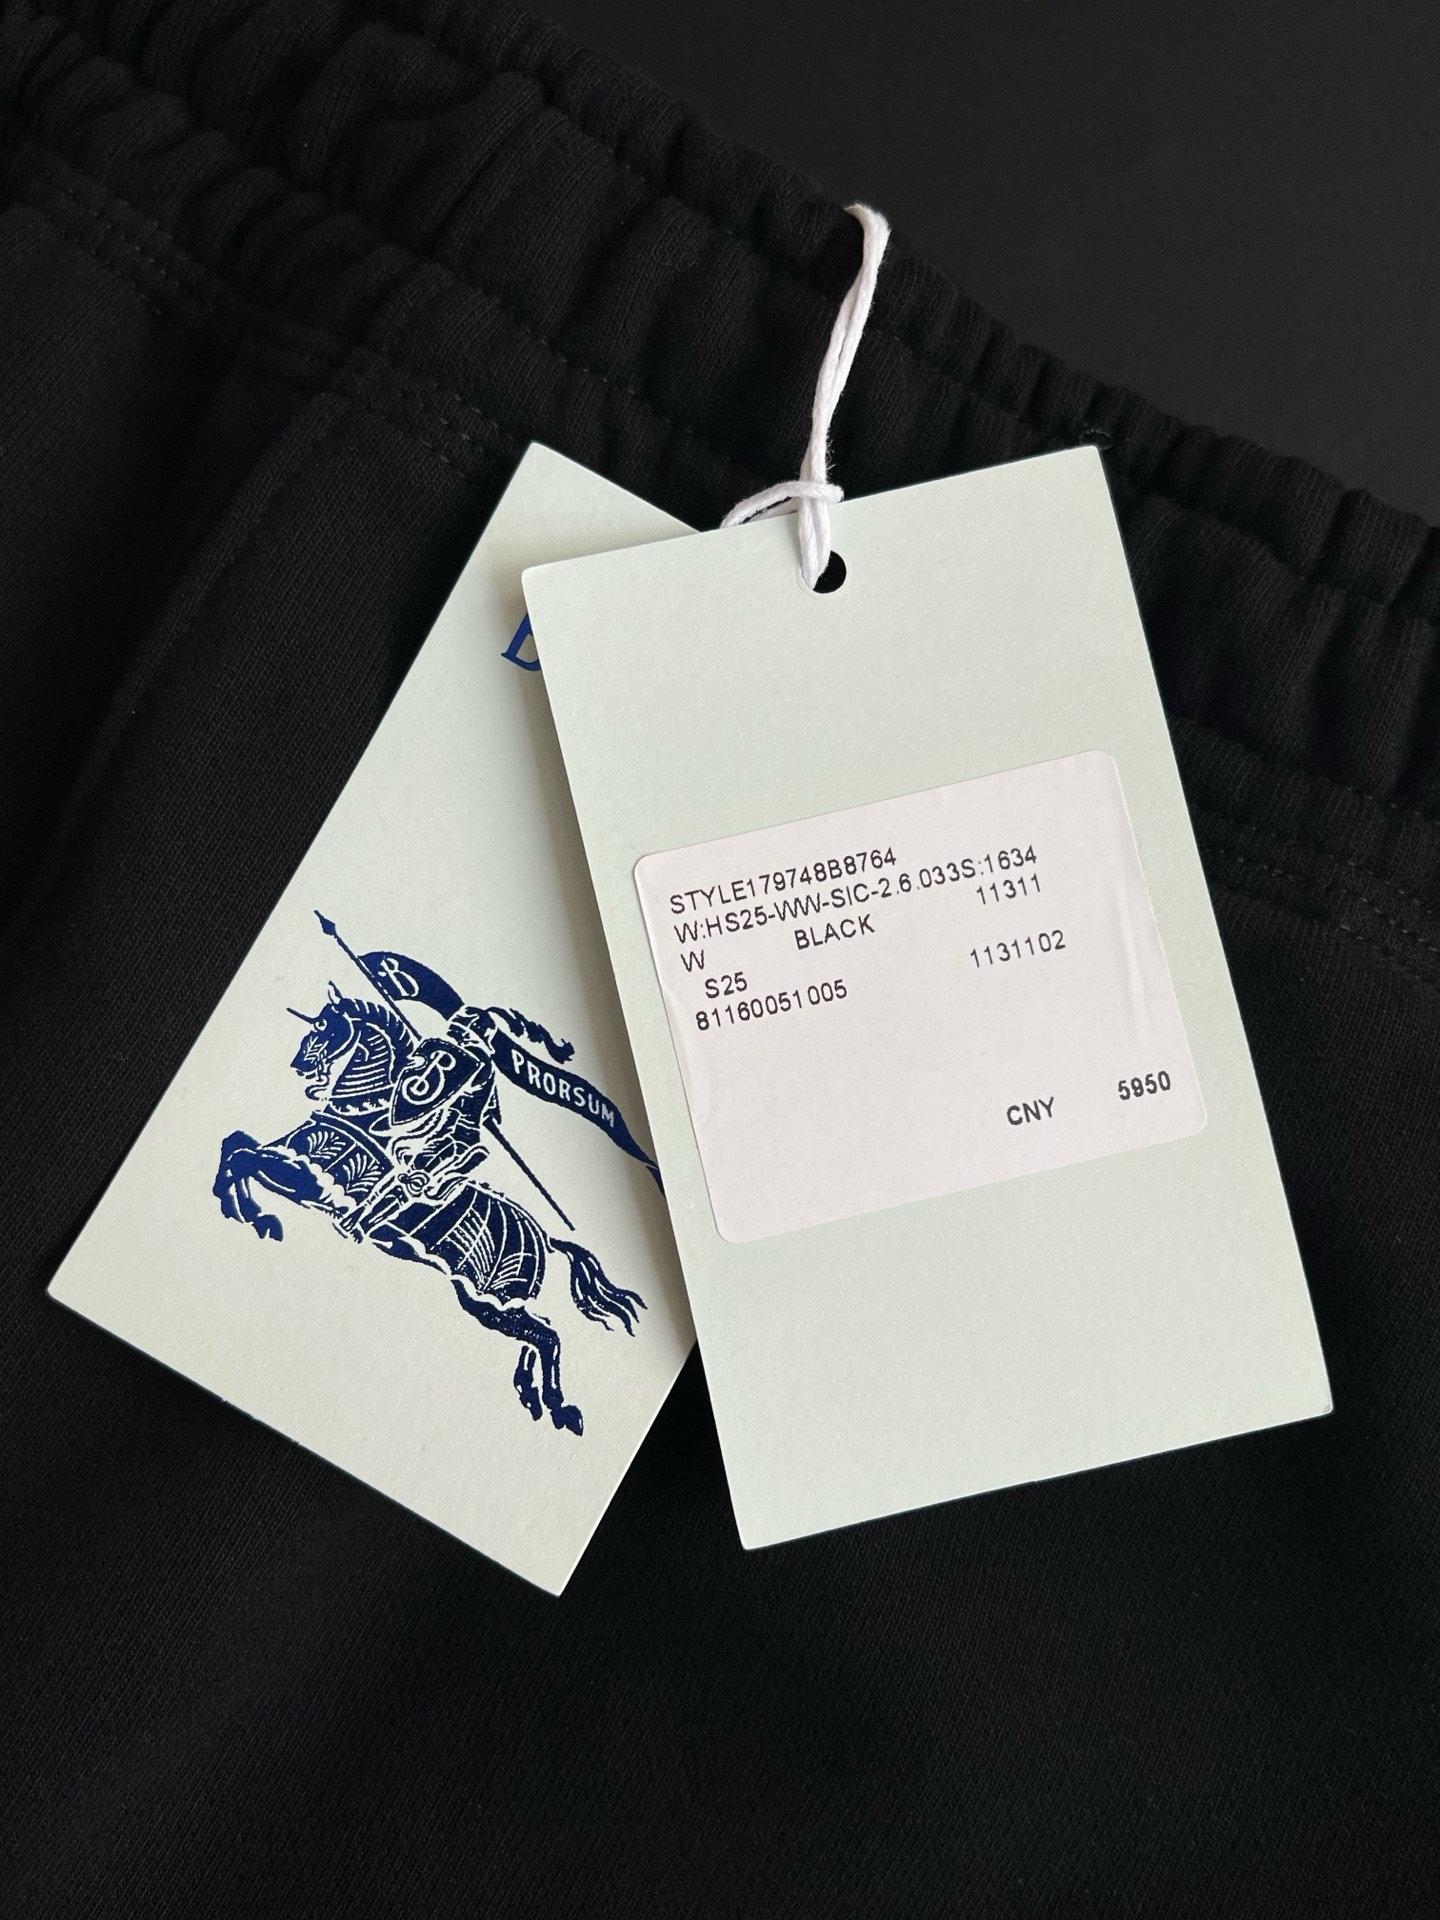 B
B
PRORSUM
STYLE179748B8764
W:HS25-WW-SIC-2.6.033S:1634
W BLACK 11311
S25 1131102
81160051005
CNY 5950